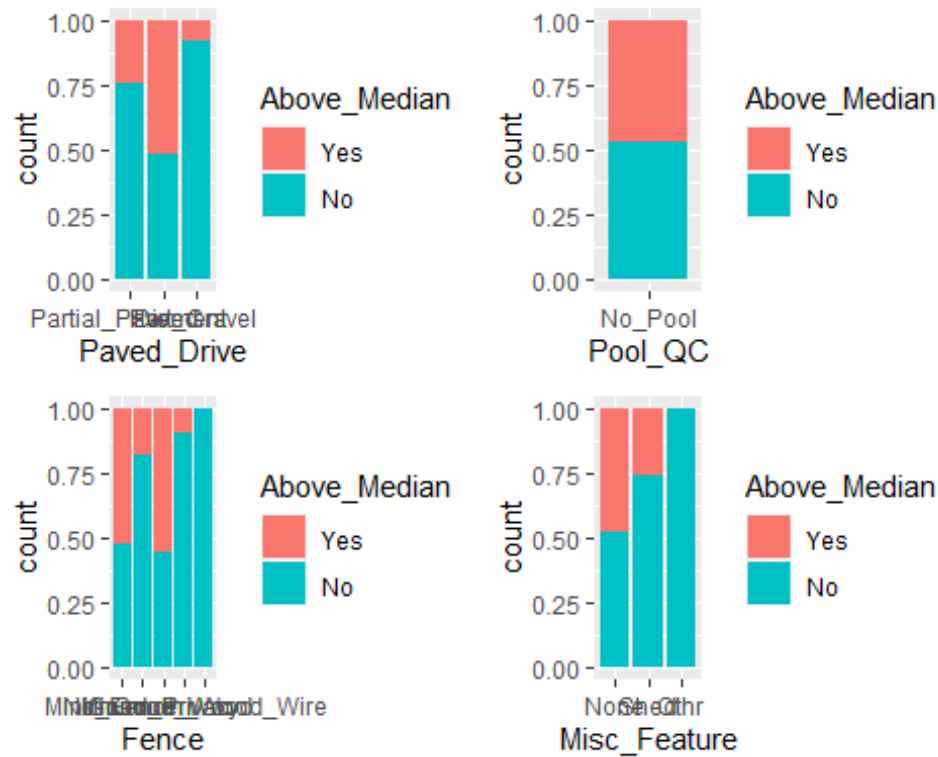 1.00
0.75
0.50
0.25
0.00
count
Paved_Drive
Above_Median
Yes
No
1.00
0.75
0.50
0.25
0.00
count
No_Pool
Pool_QC
Above_Median
Yes
No
1.00
0.75
0.50
0.25
0.00
count
Fence
Above_Median
Yes
No
1.00
0.75
0.50
0.25
0.00
count
None Shed Othr
Misc_Feature
Above_Median
Yes
No